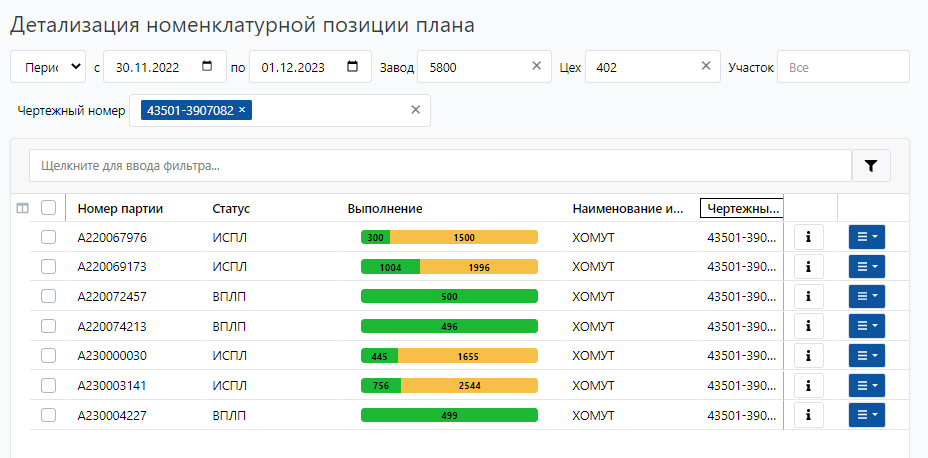 Детализация номенклатурной позиции плана
Перис с 30.11.2022 по 01.12.2023 Завод 5800 × Цех 402 × Участок Все
Чертежный номер 43501-3907082 × ×
Щелкните для ввода фильтра...
Номер партии Статус Выполнение Наименование и... Чертежны...
A220067976 ИСПЛ 300 1500 ХОМУТ 43501-390...
A220069173 ИСПЛ 1004 1996 ХОМУТ 43501-390...
A220072457 ВПЛП 500 ХОМУТ 43501-390...
A220074213 ВПЛП 496 ХОМУТ 43501-390...
A230000030 ИСПЛ 445 1655 ХОМУТ 43501-390...
A230003141 ИСПЛ 756 2544 ХОМУТ 43501-390...
A230004227 ВПЛП 499 ХОМУТ 43501-390...